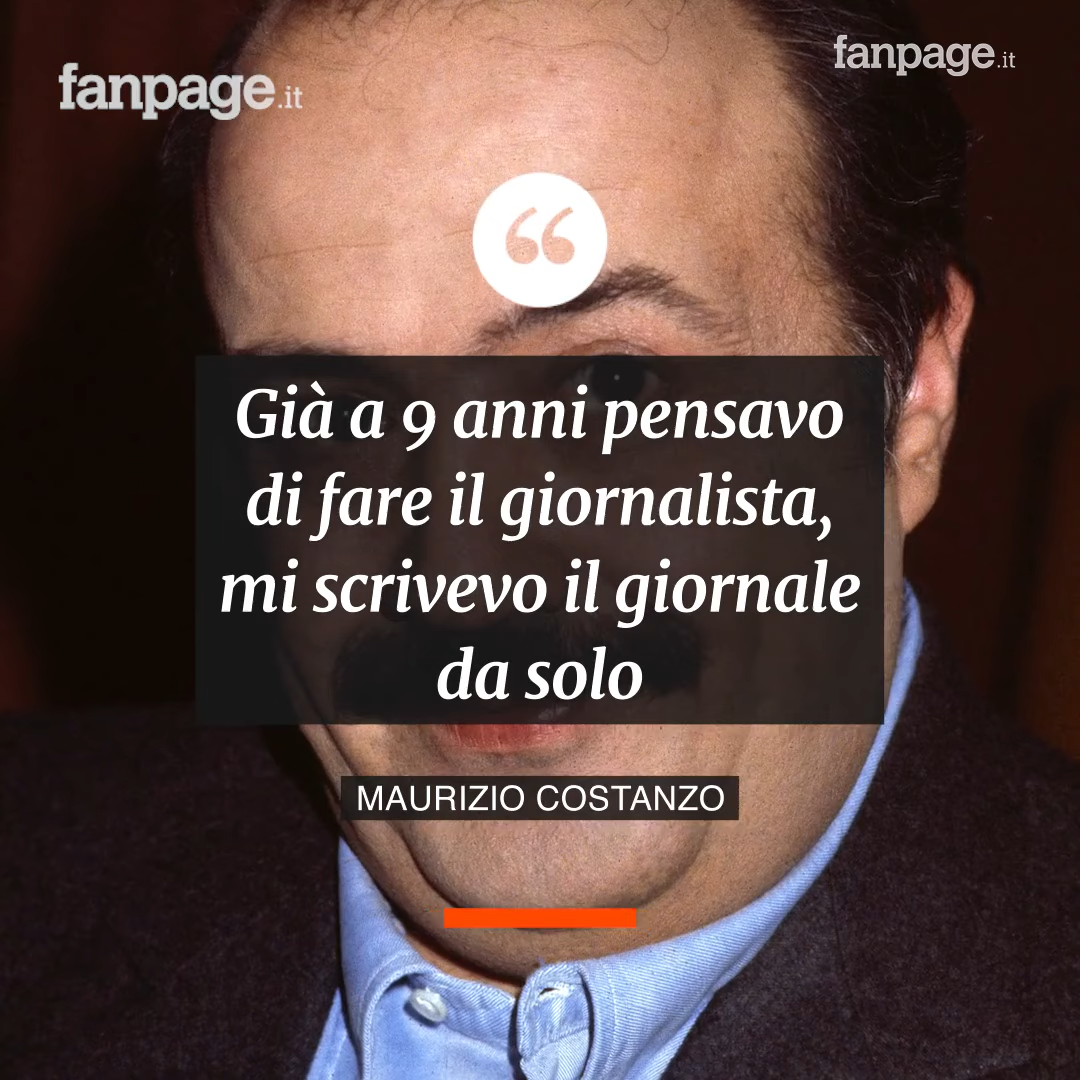 fanpage.it
fanpage.it
“
Già a 9 anni pensavo
di fare il giornalista,
mi scrivevo il giornale
da solo
MAURIZIO COSTANZO